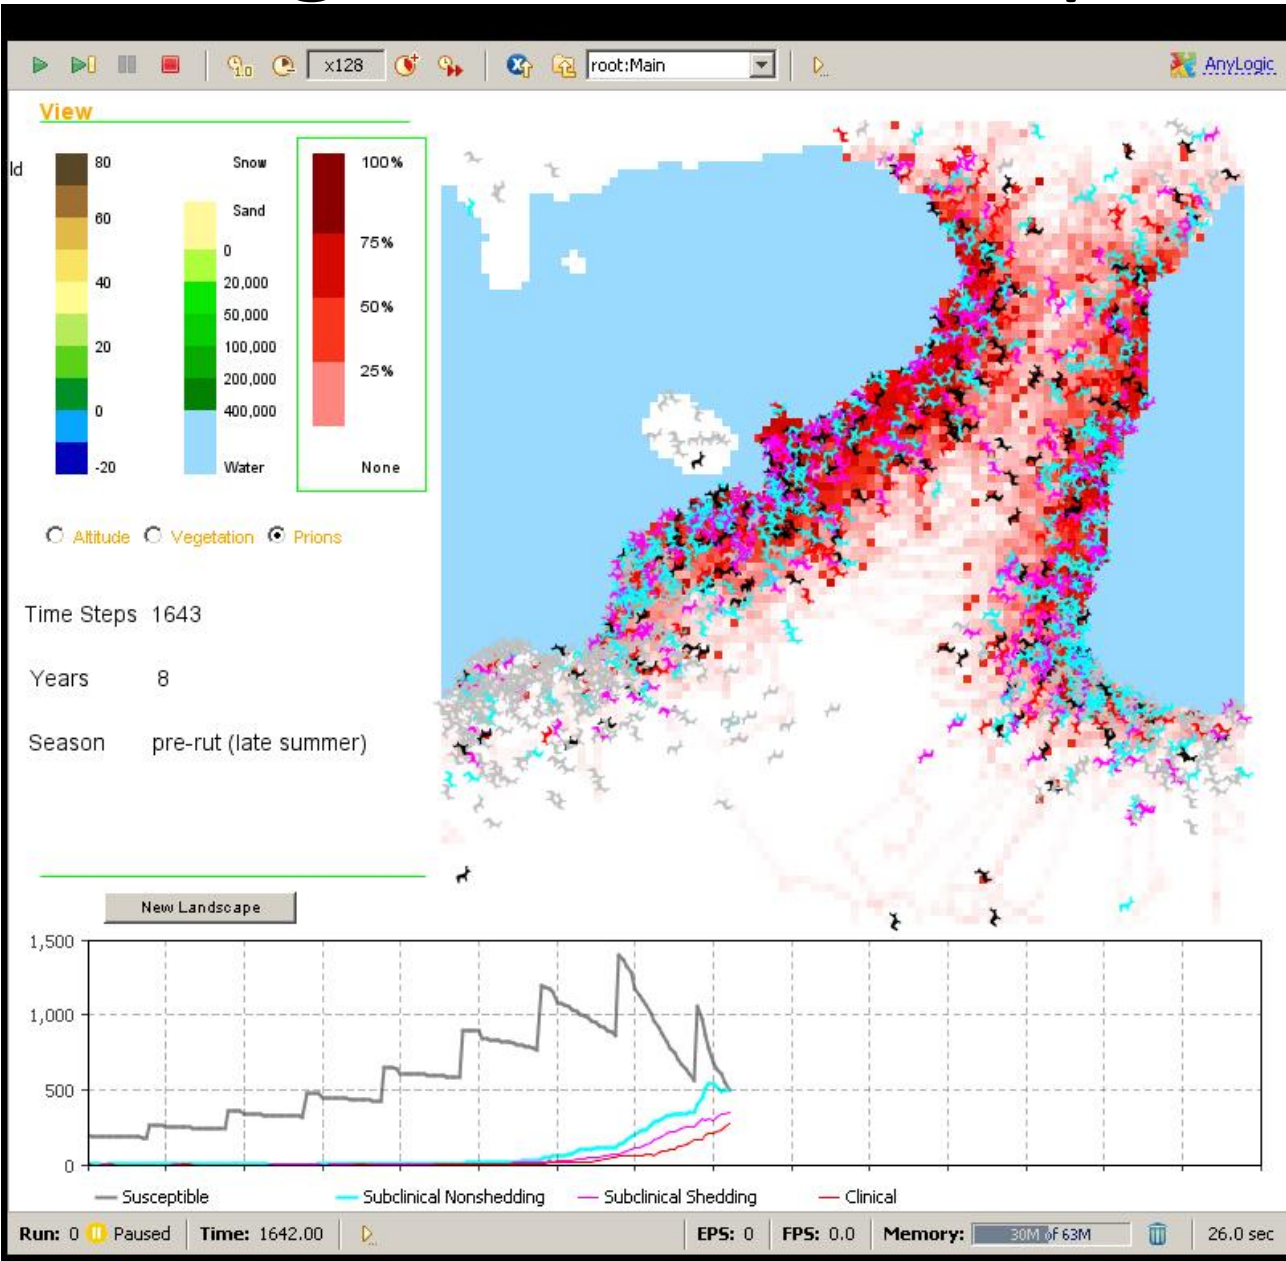 x128 root:Main AnyLogic
View
ld
80
60
40
20
0
-20
Snow
Sand
0
20,000
50,000
100,000
200,000
400,000
Water
100%
75%
50%
25%
None
Altitude Vegetation Prions
Time Steps 1643
Years 8
Season pre-rut (late summer)
New Landscape
1,500
1,000
500
0
Susceptible Subclinical Nonshedding Subclinical Shedding Clinical
Run: 0 Paused Time: 1642.00 EPS: 0 FPS: 0.0 Memory: 30M of 63M 26.0 sec